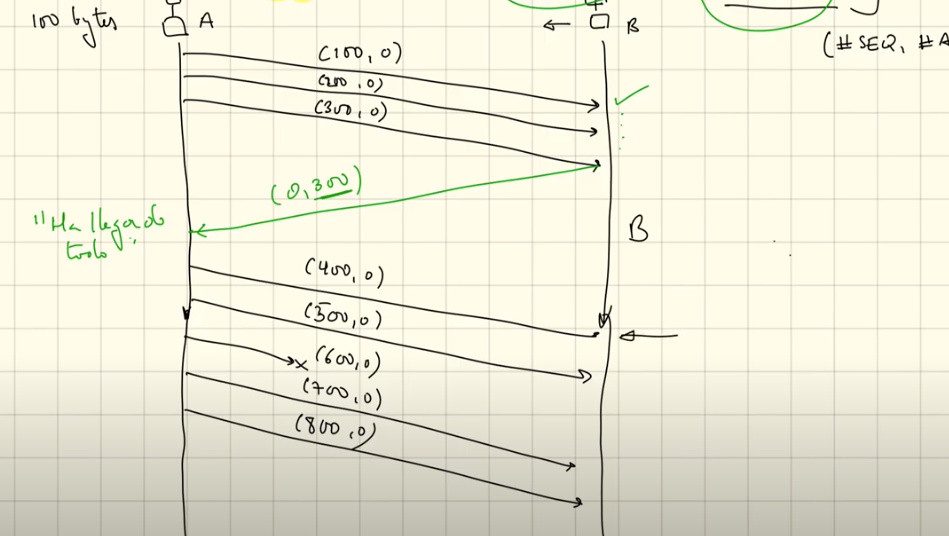 100 bytes
A
B
(#SEQ, #A
(100, 0)
(200, 0)
(300, 0)
(0, 300)
"Ha llegado
todo"
B
(400, 0)
(500, 0)
(600, 0)
(700, 0)
(800, 0)